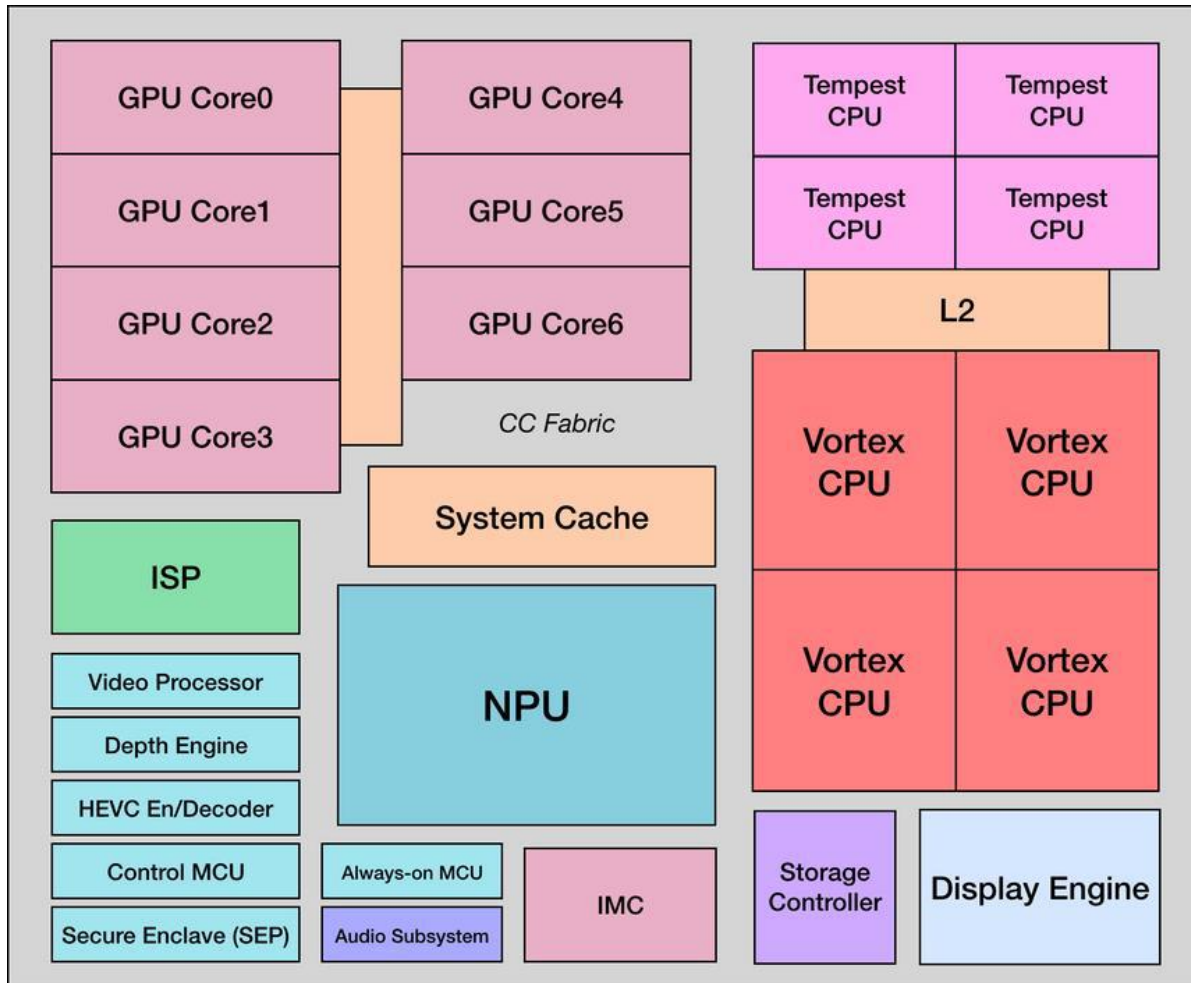 GPU Core0
GPU Core1
GPU Core2
GPU Core3
GPU Core4
GPU Core5
GPU Core6
Tempest
CPU
Tempest
CPU
Tempest
CPU
Tempest
CPU
L2
Vortex
CPU
Vortex
CPU
Vortex
CPU
Vortex
CPU
CC Fabric
System Cache
ISP
NPU
Video Processor
Depth Engine
HEVC En/Decoder
Control MCU
Secure Enclave (SEP)
Always-on MCU
Audio Subsystem
IMC
Storage
Controller
Display Engine